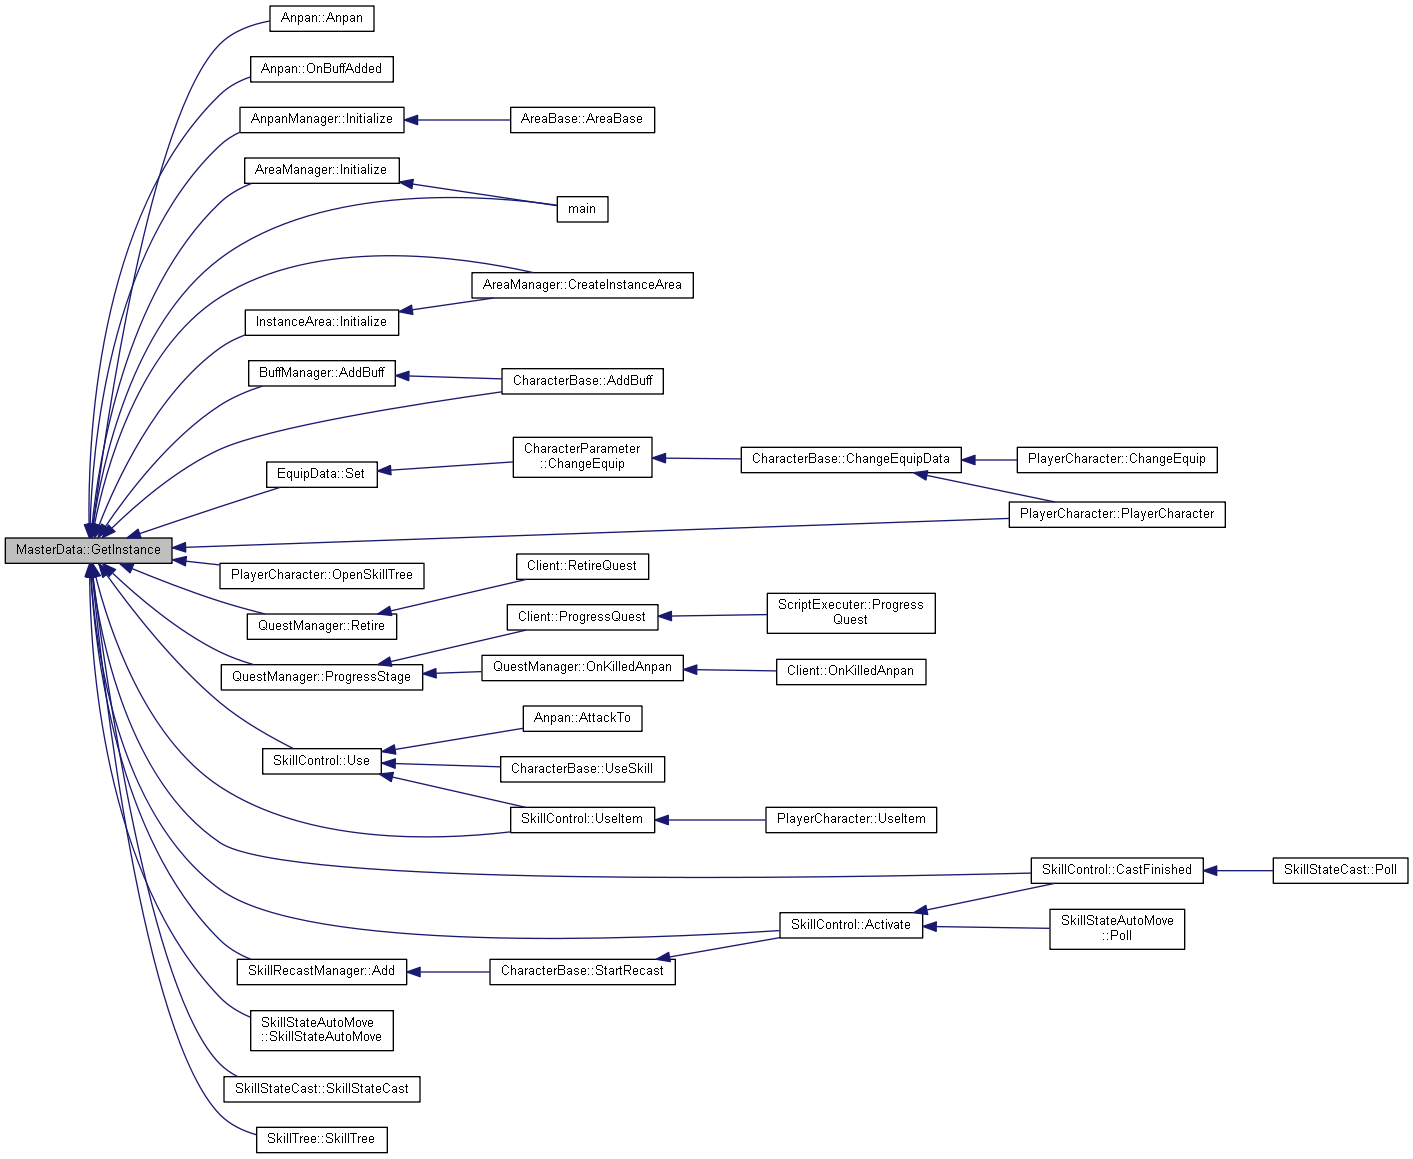 Anpan::Anpan
Anpan::OnBuffAdded
AnpanManager::Initialize
AreaBase::AreaBase
AreaManager::Initialize
main
AreaManager::CreateInstanceArea
InstanceArea::Initialize
BuffManager::AddBuff
CharacterBase::AddBuff
CharacterParameter
::ChangeEquip
CharacterBase::ChangeEquipData
PlayerCharacter::ChangeEquip
EquipData::Set
PlayerCharacter::PlayerCharacter
MasterData::GetInstance
PlayerCharacter::OpenSkillTree
Client::RetireQuest
QuestManager::Retire
Client::ProgressQuest
ScriptExecuter::Progress
Quest
QuestManager::ProgressStage
QuestManager::OnKilledAnpan
Client::OnKilledAnpan
Anpan::AttackTo
SkillControl::Use
CharacterBase::UseSkill
SkillControl::UseItem
PlayerCharacter::UseItem
SkillControl::CastFinished
SkillStateCast::Poll
SkillControl::Activate
SkillStateAutoMove
::Poll
SkillRecastManager::Add
CharacterBase::StartRecast
SkillStateAutoMove
::SkillStateAutoMove
SkillStateCast::SkillStateCast
SkillTree::SkillTree